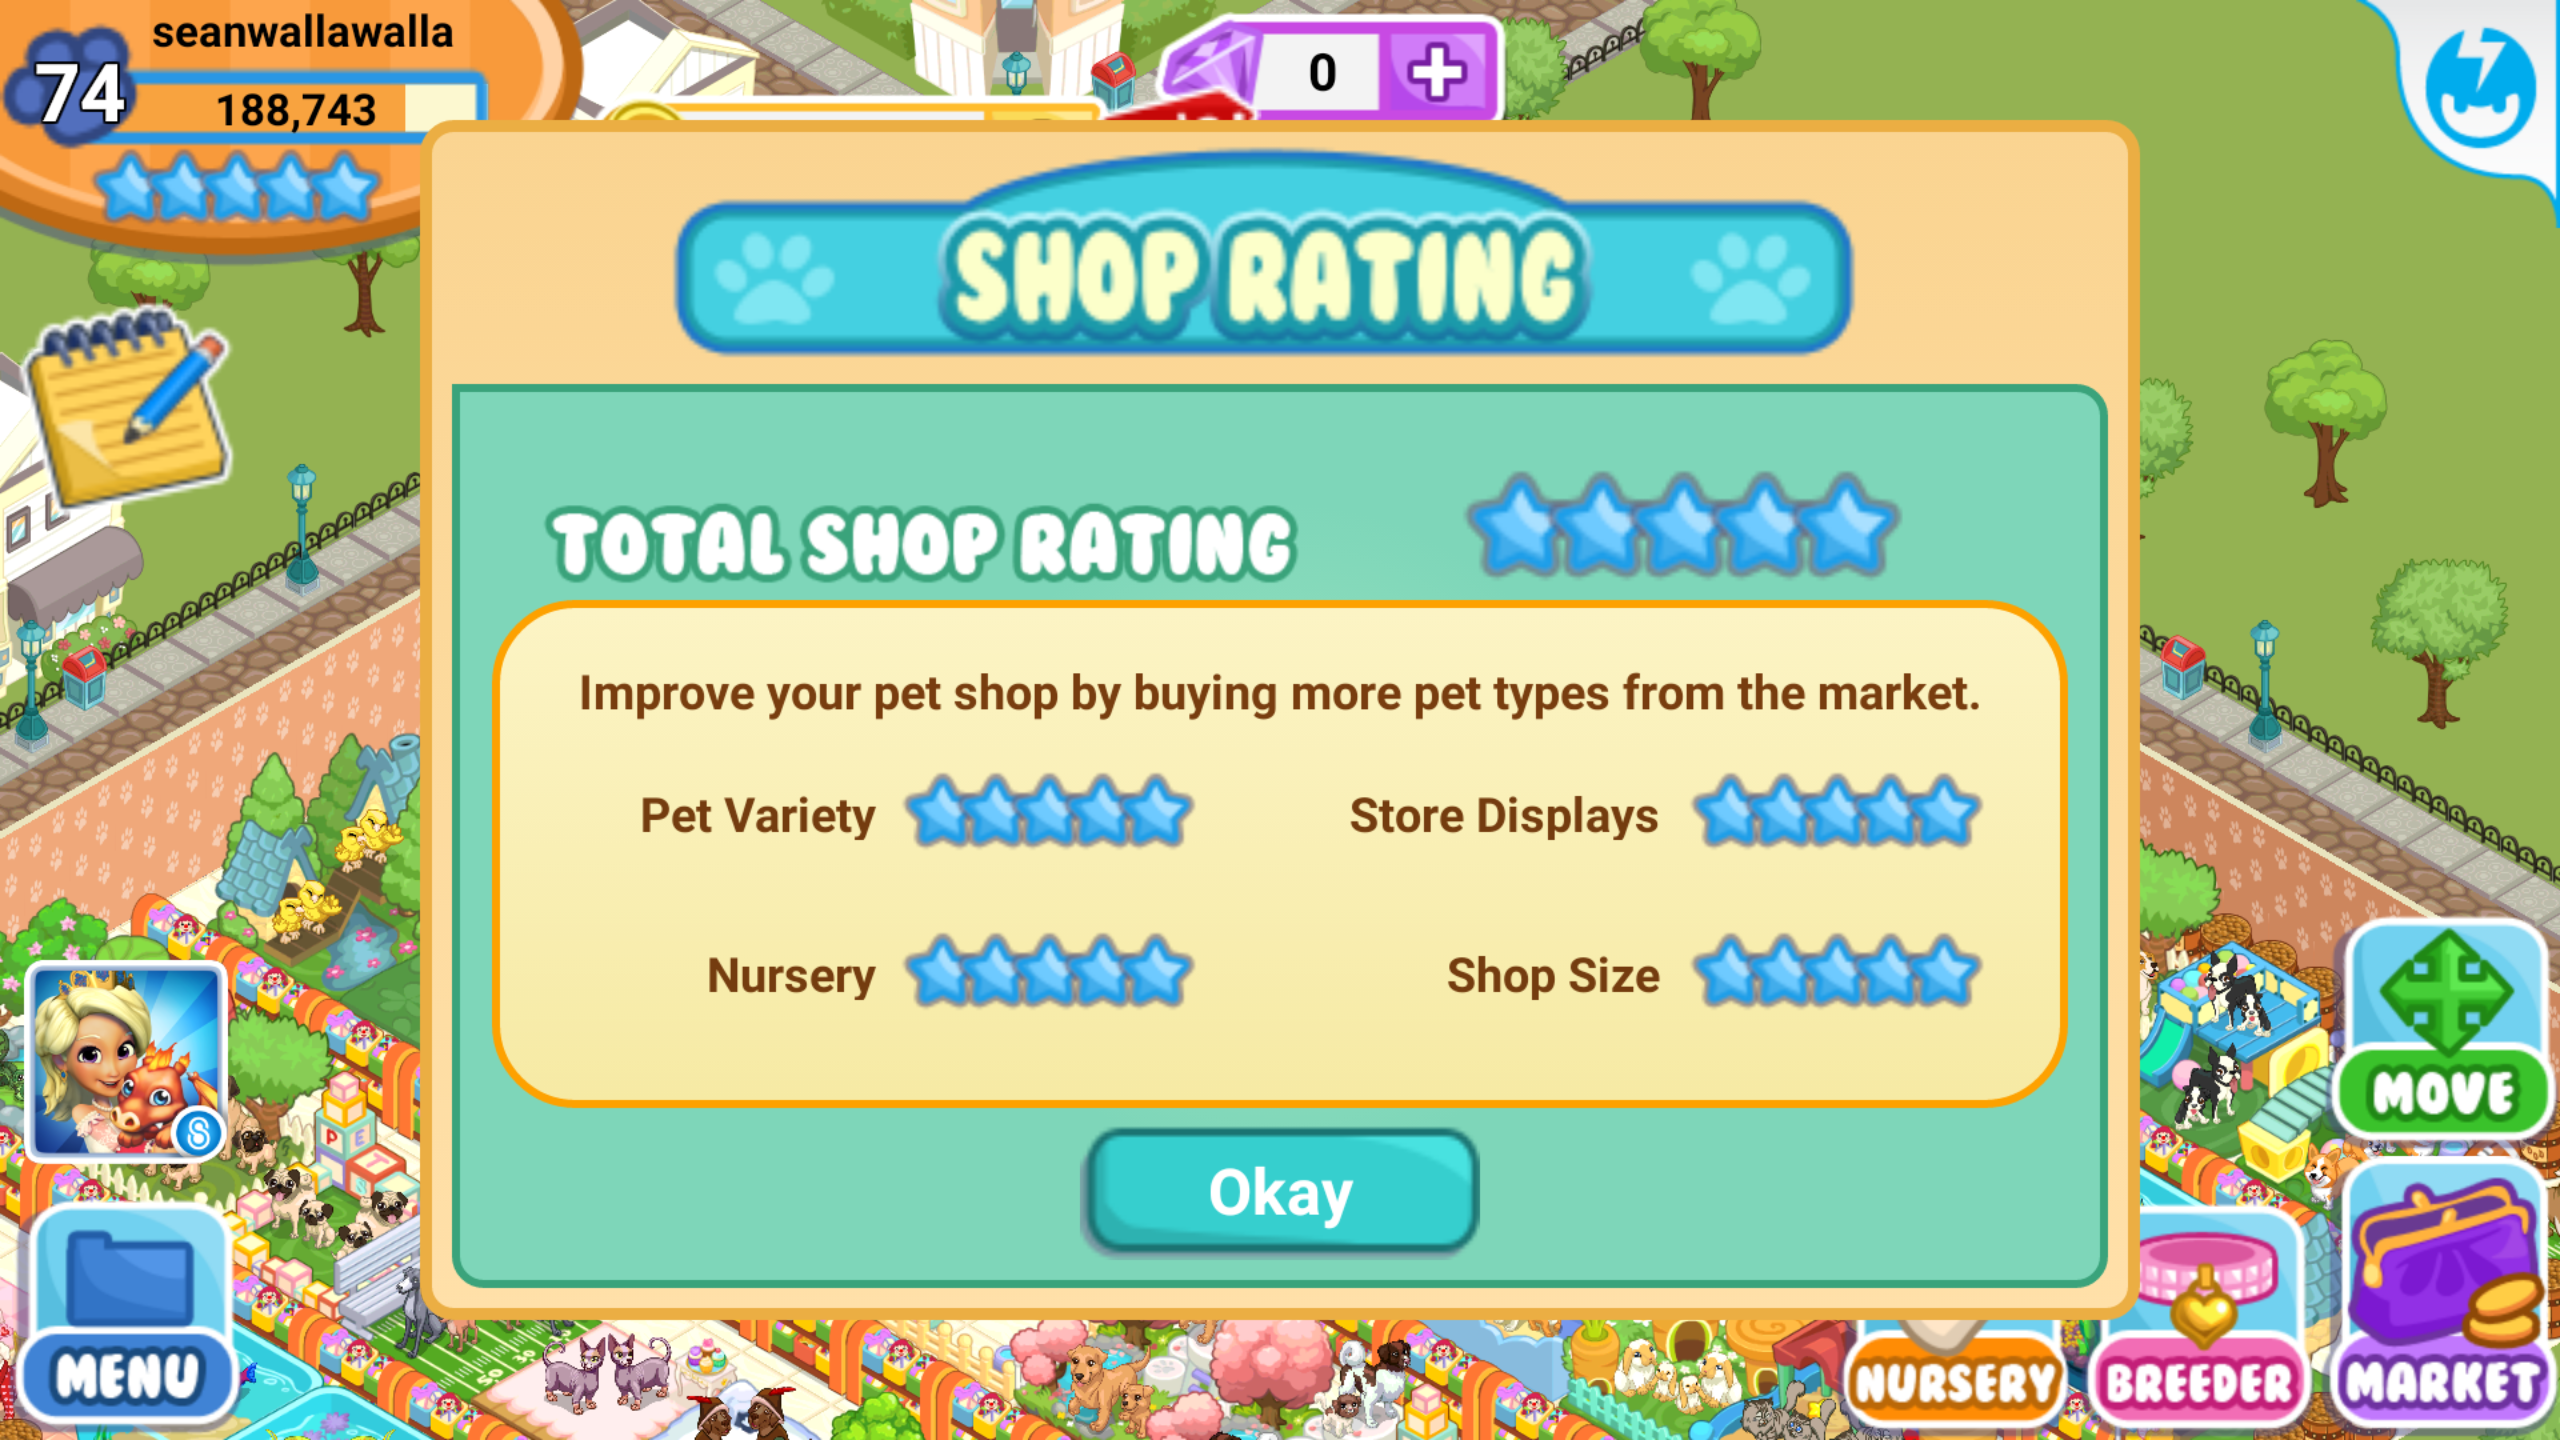 seanwallawalla
74
188,743
0
SHOP RATING
TOTAL SHOP RATING
Improve your pet shop by buying more pet types from the market.
Pet Variety
Store Displays
Nursery
Shop Size
Okay
MOVE
MENU
NURSERY
BREEDER
MARKET